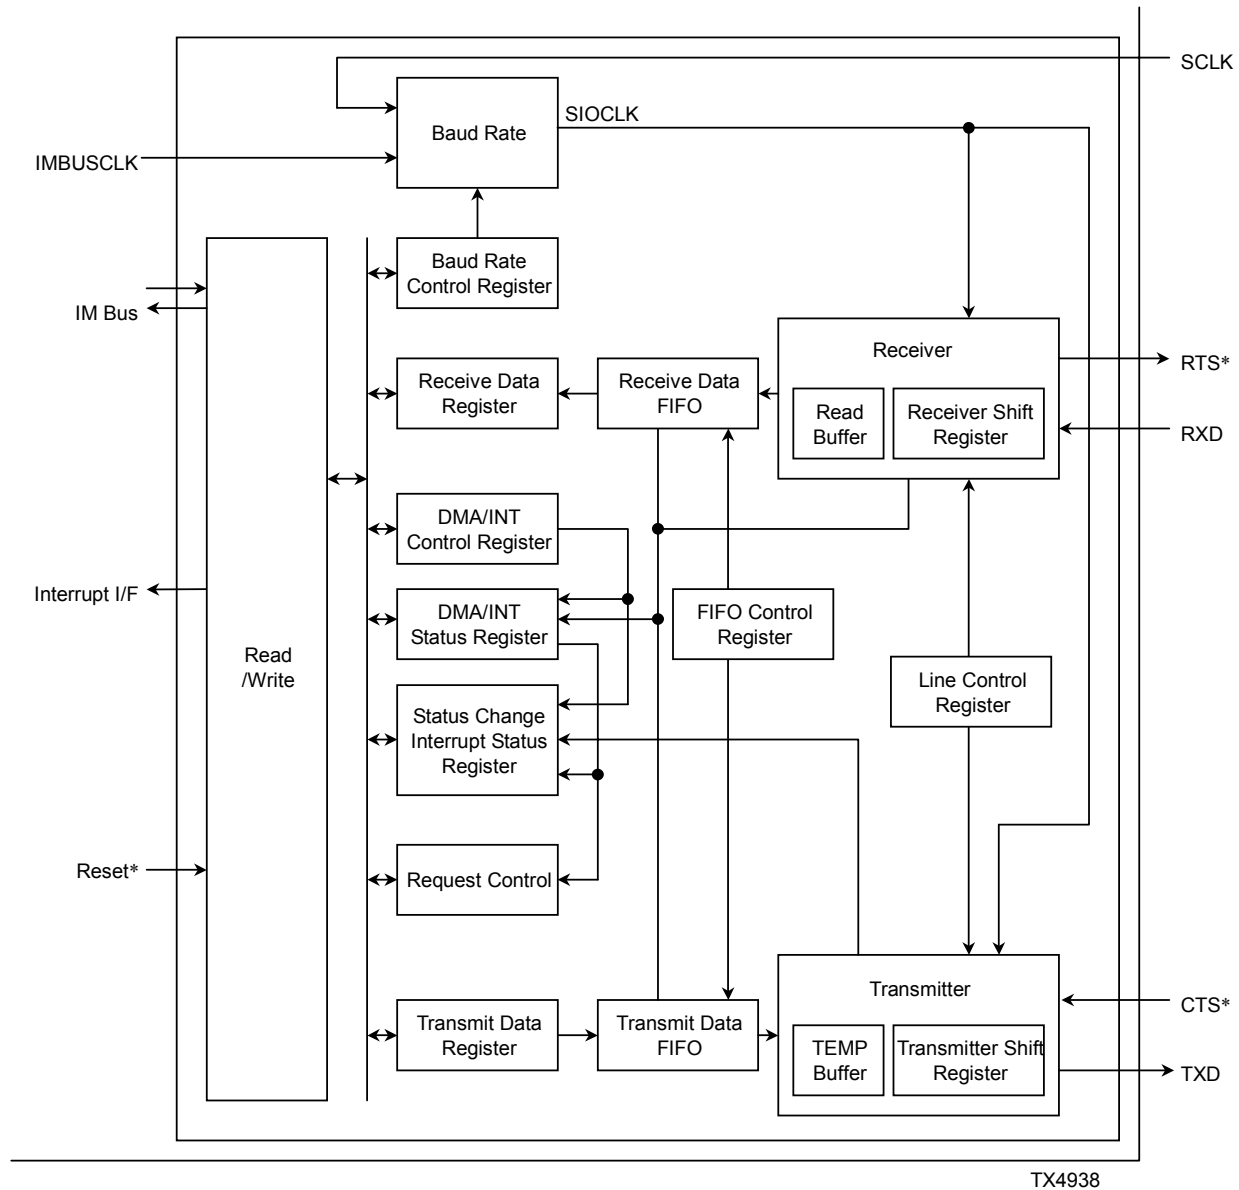 SCLK
SIOCLK
Baud Rate
IMBUSCLK
Baud Rate
Control Register
IM Bus
Receiver
RTS*
Receive Data
Register
Receive Data
FIFO
Read
Buffer
Receiver Shift
Register
RXD
DMA/INT
Control Register
Interrupt I/F
DMA/INT
Status Register
FIFO Control
Register
Read
/Write
Line Control
Register
Status Change
Interrupt Status
Register
Reset*
Request Control
Transmitter
CTS*
Transmit Data
Register
Transmit Data
FIFO
TEMP
Buffer
Transmitter Shift
Register
TXD
TX4938